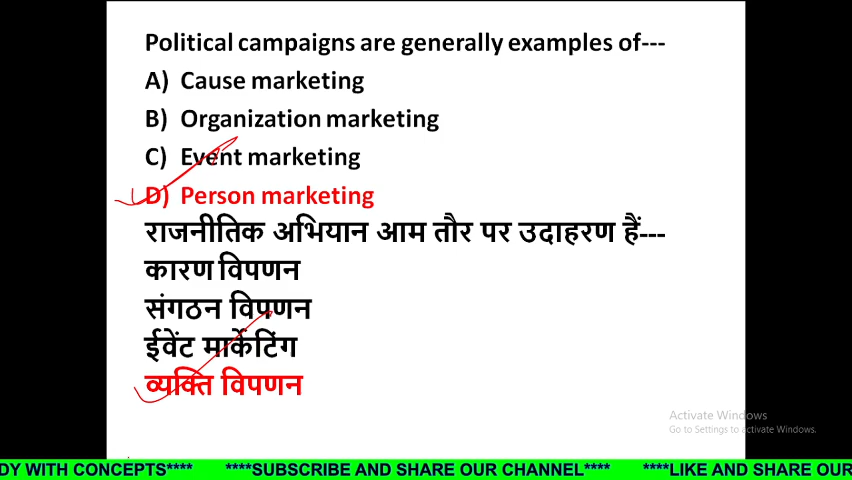 Political campaigns are generally examples of---
A) Cause marketing
B) Organization marketing
C) Event marketing
D) Person marketing
राजनीतिक अभियान आम तौर पर उदाहरण हैं---
कारण विपणन
संगठन विपणन
ईवेंट मार्केटिंग
व्यक्ति विपणन
Activate Windows
Go to Settings to activate Windows.
DY WITH CONCEPTS**** ****SUBSCRIBE AND SHARE OUR CHANNEL**** ****LIKE AND SHARE OUR